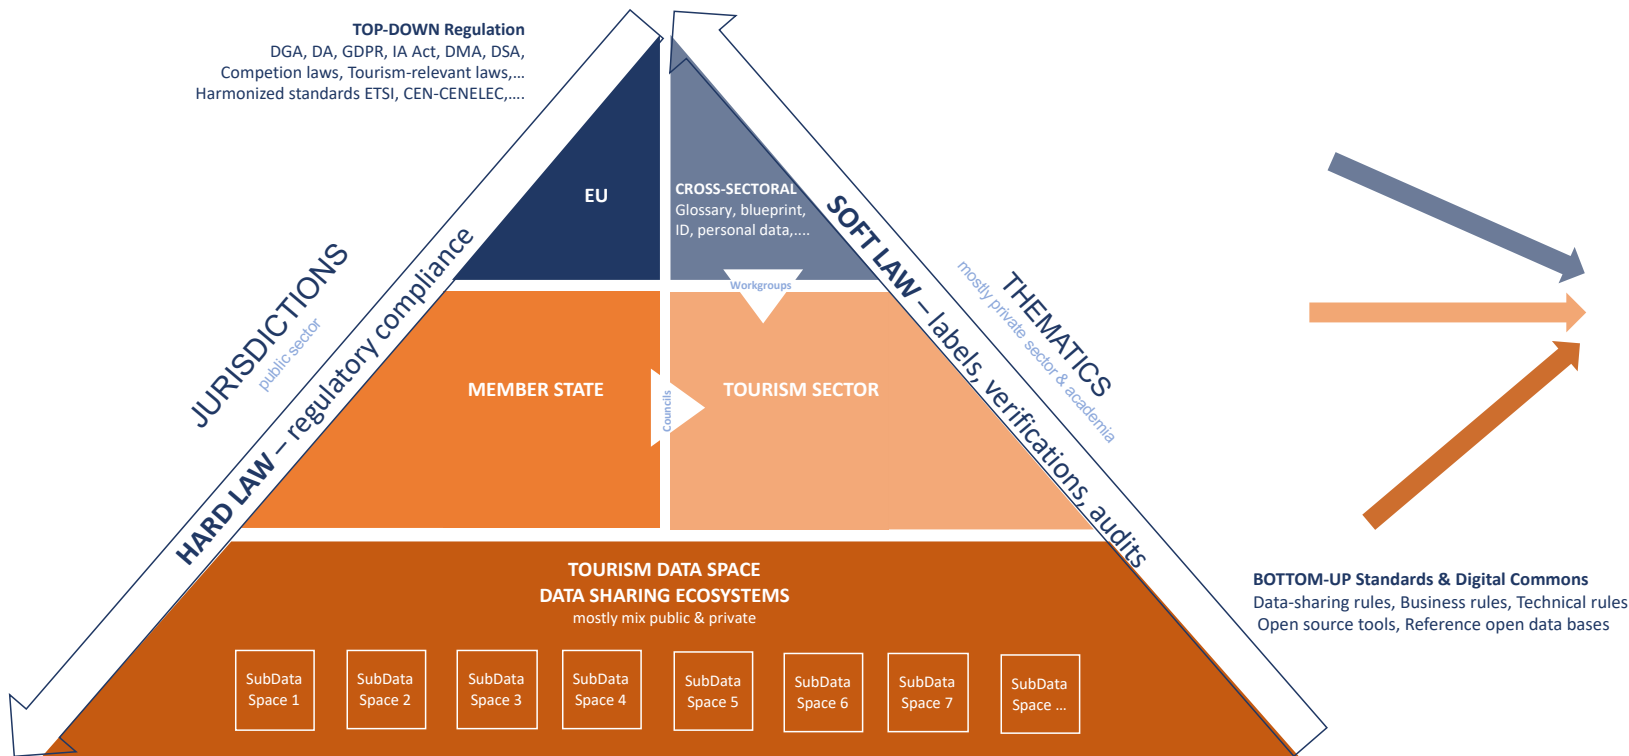 TOP-DOWN Regulation
DGA, DA, GDPR, IA Act, DMA, DSA,
Competion laws, Tourism-relevant laws,...
Harmonized standards ETSI, CEN-CENELEC,....
JURISDICTIONS
public sector
HARD LAW – regulatory compliance
EU
CROSS-SECTORAL
Glossary, blueprint,
ID, personal data,....
Workgroups
SOFT LAW – labels, verifications, audits
THEMATICS
mostly private sector & academia
MEMBER STATE
Councils
TOURISM SECTOR
TOURISM DATA SPACE
DATA SHARING ECOSYSTEMS
mostly mix public & private
SubData
Space 1
SubData
Space 2
SubData
Space 3
SubData
Space 4
SubData
Space 5
SubData
Space 6
SubData
Space 7
SubData
Space ...
BOTTOM-UP Standards & Digital Commons
Data-sharing rules, Business rules, Technical rules
Open source tools, Reference open data bases